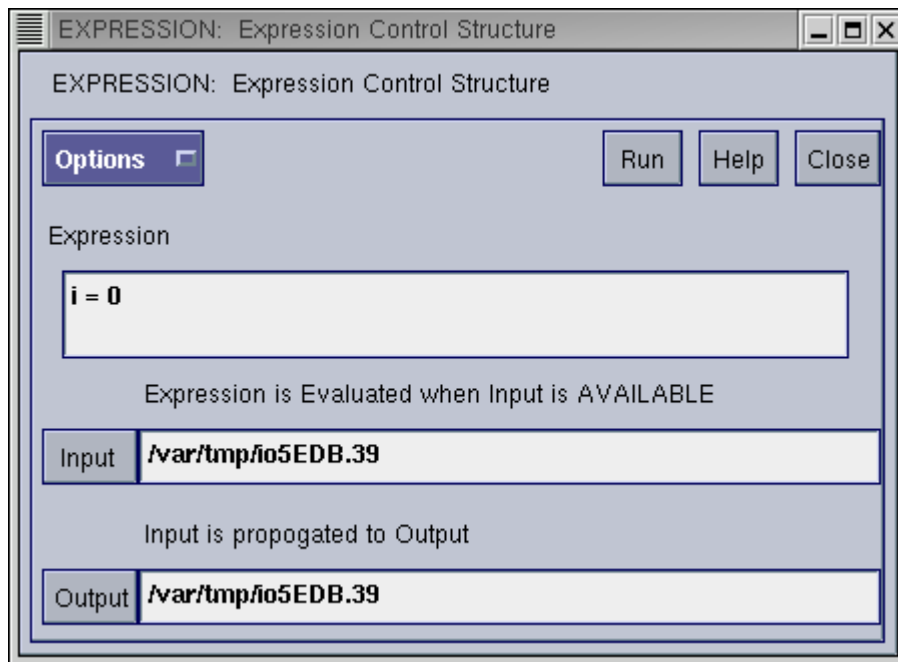 EXPRESSION: Expression Control Structure
EXPRESSION: Expression Control Structure
Options Run Help Close
Expression
i = 0
Expression is Evaluated when Input is AVAILABLE
Input /var/tmp/io5EDB.39
Input is propogated to Output
Output /var/tmp/io5EDB.39